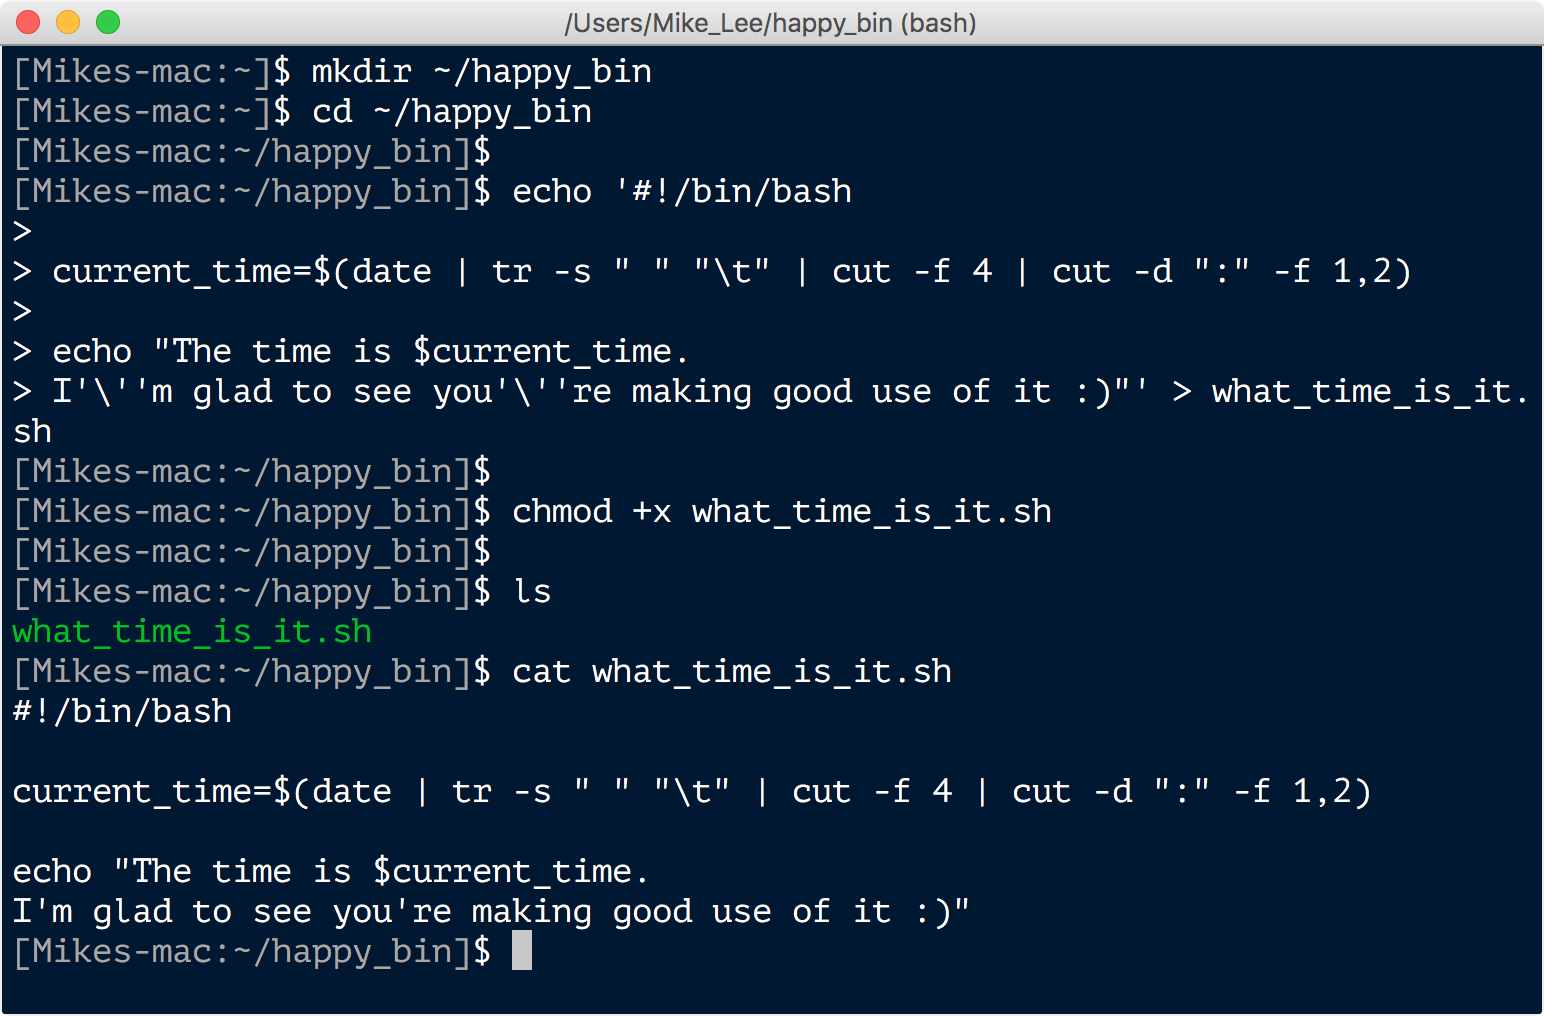 /Users/Mike_Lee/happy_bin (bash)
[Mikes-mac:~]$ mkdir ~/happy_bin
[Mikes-mac:~]$ cd ~/happy_bin
[Mikes-mac:~/happy_bin]$
[Mikes-mac:~/happy_bin]$ echo '#!/bin/bash
>
> current_time=$(date | tr -s " " "\t" | cut -f 4 | cut -d ":" -f 1,2)
>
> echo "The time is $current_time.
> I'\''m glad to see you'\''re making good use of it :)"' > what_time_is_it.
sh
[Mikes-mac:~/happy_bin]$
[Mikes-mac:~/happy_bin]$ chmod +x what_time_is_it.sh
[Mikes-mac:~/happy_bin]$
[Mikes-mac:~/happy_bin]$ ls
what_time_is_it.sh
[Mikes-mac:~/happy_bin]$ cat what_time_is_it.sh
#!/bin/bash

current_time=$(date | tr -s " " "\t" | cut -f 4 | cut -d ":" -f 1,2)

echo "The time is $current_time.
I'm glad to see you're making good use of it :)"
[Mikes-mac:~/happy_bin]$